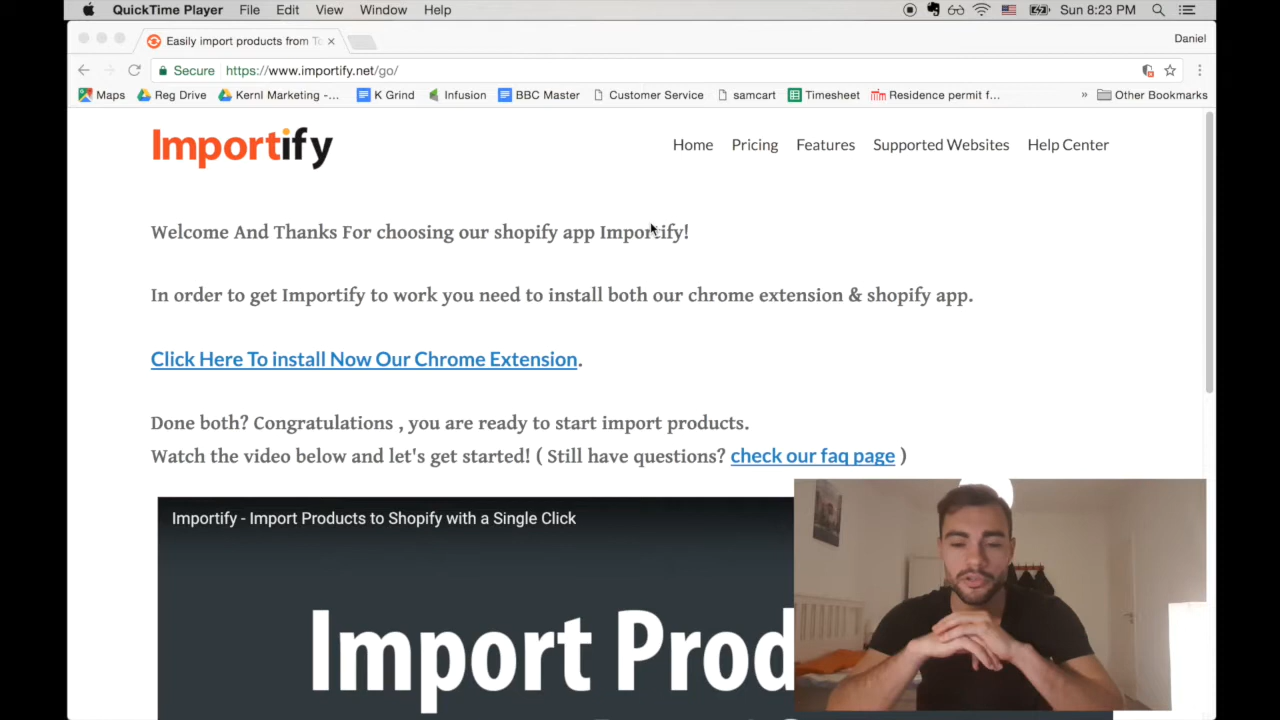 QuickTime Player File Edit View Window Help Sun 8:23 PM
Easily import products from To Daniel
Secure https://www.importify.net/go/
Maps Reg Drive Kernl Marketing -... K Grind Infusion BBC Master Customer Service samcart Timesheet Residence permit f... » Other Bookmarks
Importify Home Pricing Features Supported Websites Help Center
Welcome And Thanks For choosing our shopify app Importify!
In order to get Importify to work you need to install both our chrome extension & shopify app.
Click Here To install Now Our Chrome Extension.
Done both? Congratulations , you are ready to start import products.
Watch the video below and let's get started! ( Still have questions? check our faq page )
Importify - Import Products to Shopify with a Single Click
Import Prod